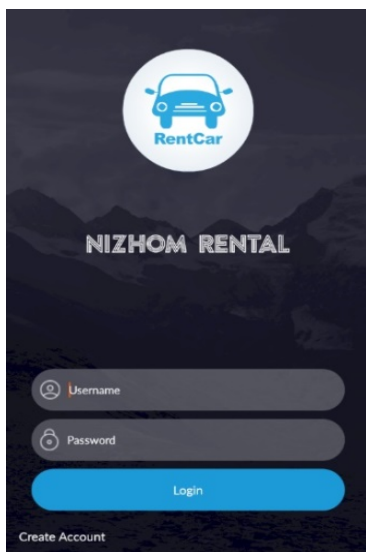 RentCar
NIZHOM RENTAL
Username
Password
Login
Create Account